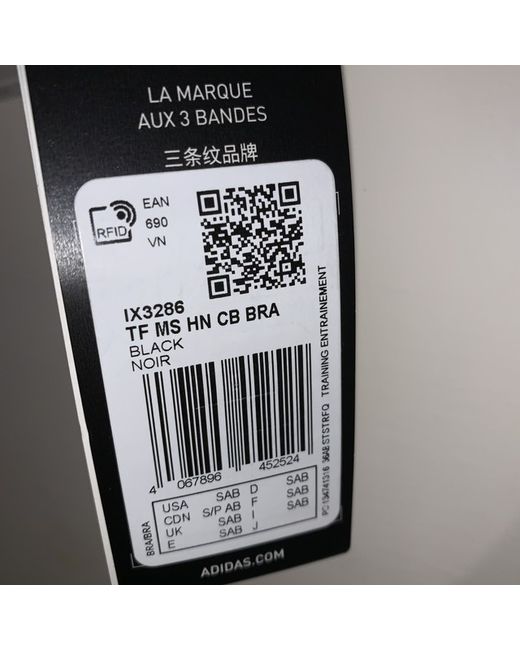 LA MARQUE
AUX 3 BANDES
三条纹品牌
RFID
EAN
690
VN
IX3286
TF MS HN CB BRA
BLACK
NOIR
4 067896 452524
BRA/BRA
USA SAB D SAB
CDN S/P AB F SAB
UK SAB I SAB
E SAB J
TRAINING ENTRAINEMENT
ADIDAS.COM